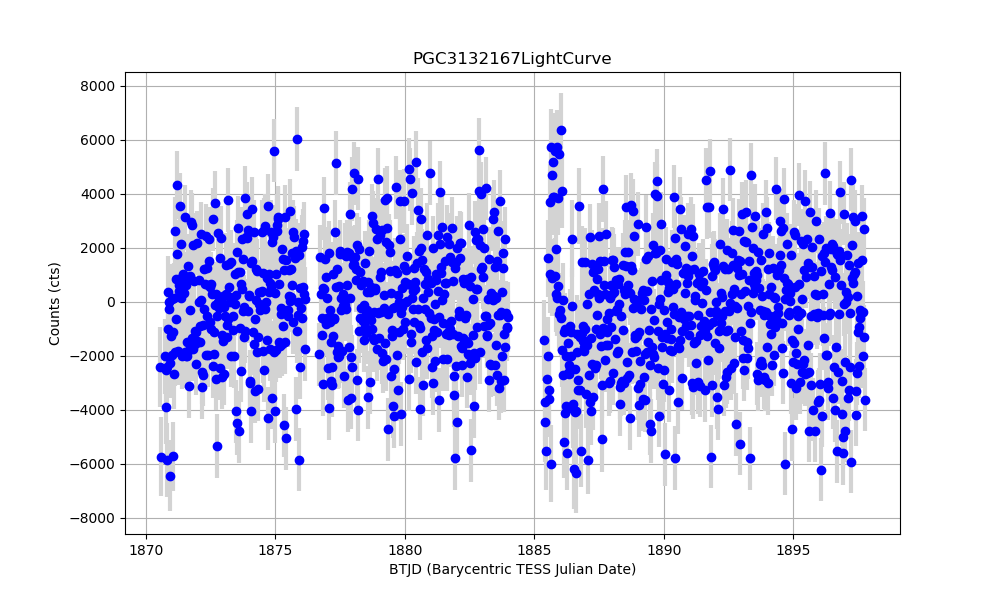 PGC3132167LightCurve
8000
6000
4000
2000
0
−2000
−4000
−6000
−8000
Counts (cts)
1870 1875 1880 1885 1890 1895
BTJD (Barycentric TESS Julian Date)